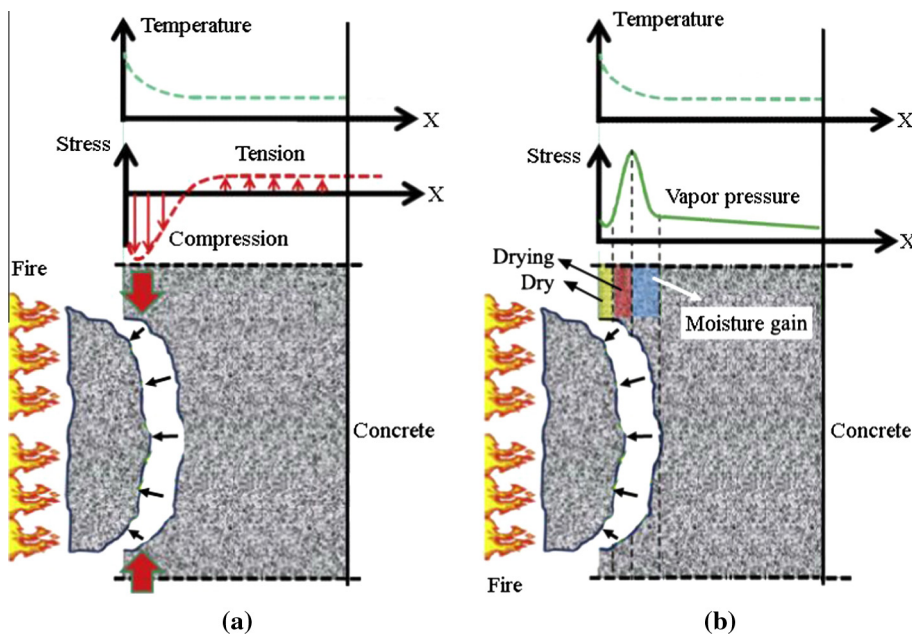 Temperature
X
Stress
Tension
X
Compression
Fire
Concrete
(a)
Temperature
X
Stress
Vapor pressure
X
Drying
Dry
Moisture gain
Concrete
Fire
(b)